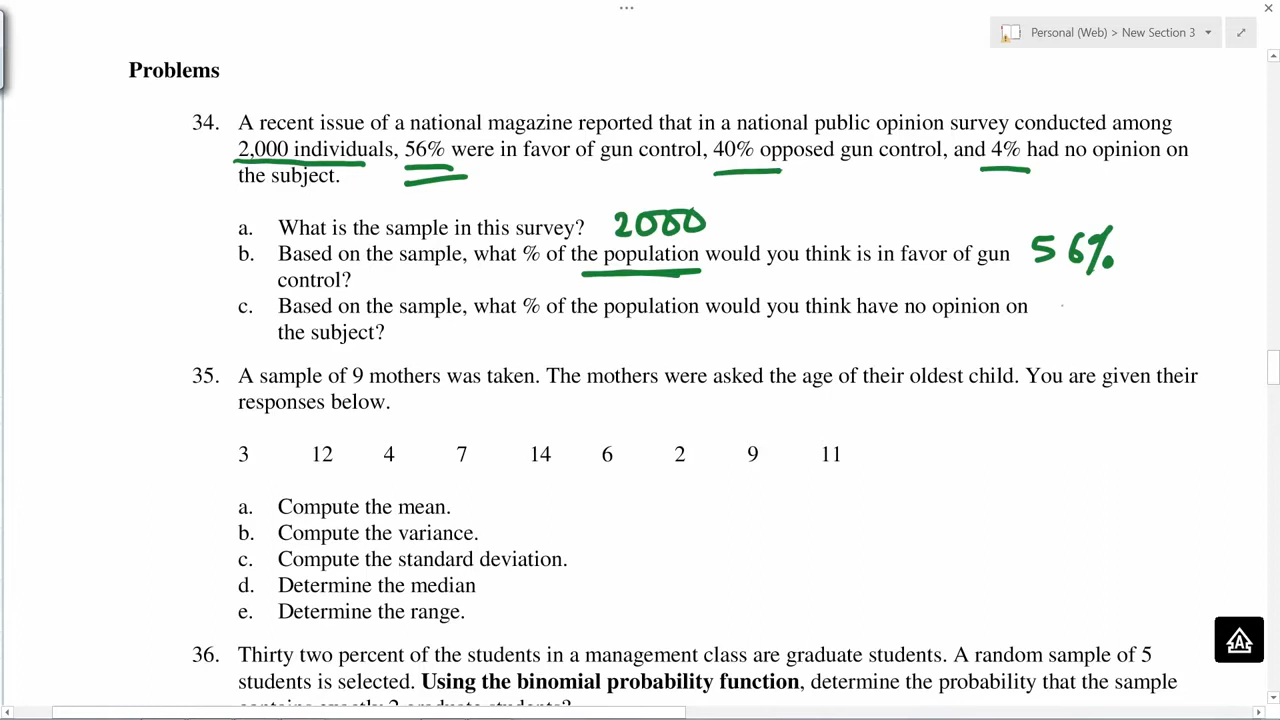 Personal (Web) > New Section 3
Problems
34. A recent issue of a national magazine reported that in a national public opinion survey conducted among
2,000 individuals, 56% were in favor of gun control, 40% opposed gun control, and 4% had no opinion on
the subject.
a. What is the sample in this survey? 2000
b. Based on the sample, what % of the population would you think is in favor of gun 56%
control?
c. Based on the sample, what % of the population would you think have no opinion on
the subject?
35. A sample of 9 mothers was taken. The mothers were asked the age of their oldest child. You are given their
responses below.
3 12 4 7 14 6 2 9 11
a. Compute the mean.
b. Compute the variance.
c. Compute the standard deviation.
d. Determine the median
e. Determine the range.
36. Thirty two percent of the students in a management class are graduate students. A random sample of 5
students is selected. Using the binomial probability function, determine the probability that the sample
contains exactly 2 graduate students?